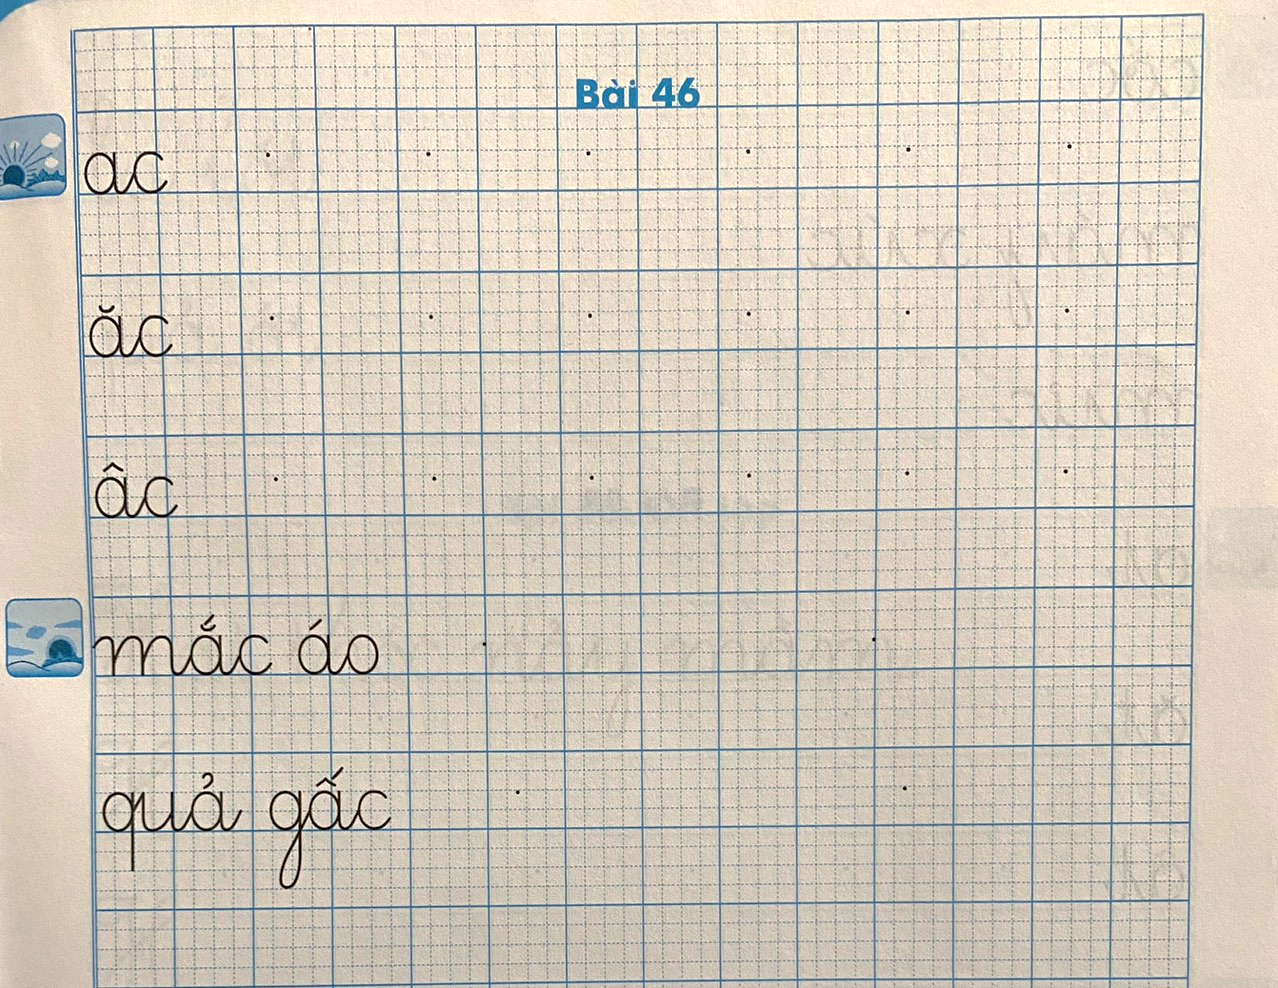 Bài 46
ac
ăc
âc
mắc áo
quả gấc